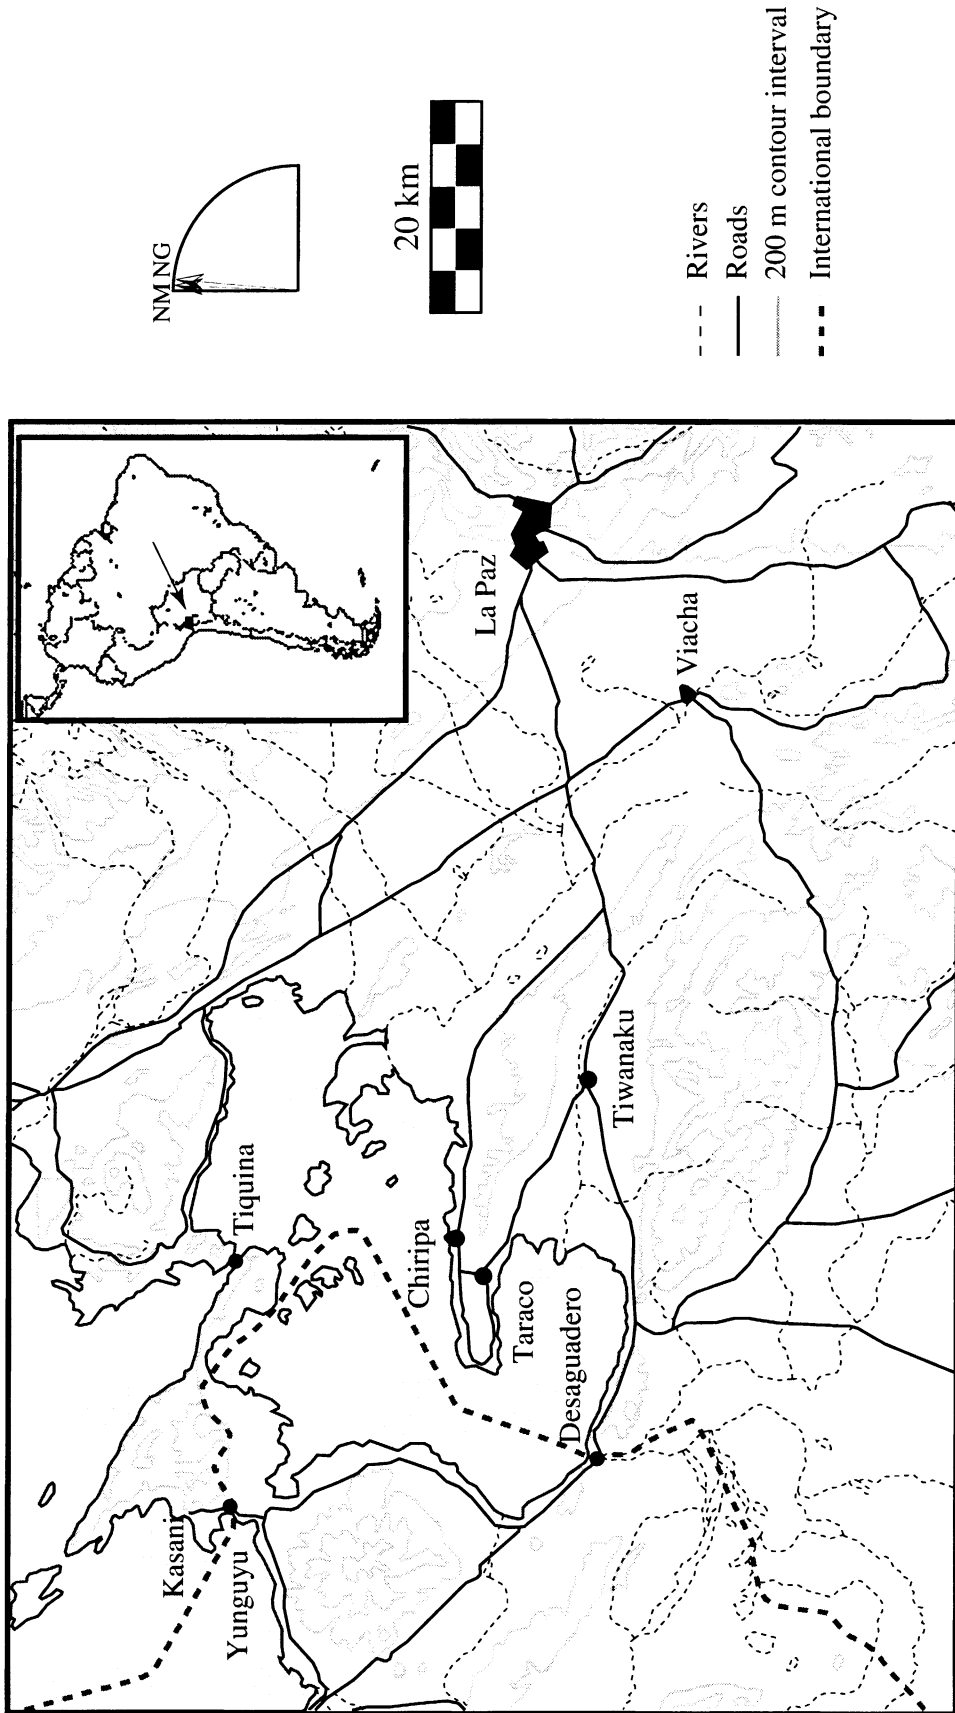 NM NG
20 km
Rivers
Roads
200 m contour interval
International boundary
La Paz
Viacha
Tiquina
Tiwanaku
Chiripa
Taraco
Desaguadero
Kasani
Yunguyu